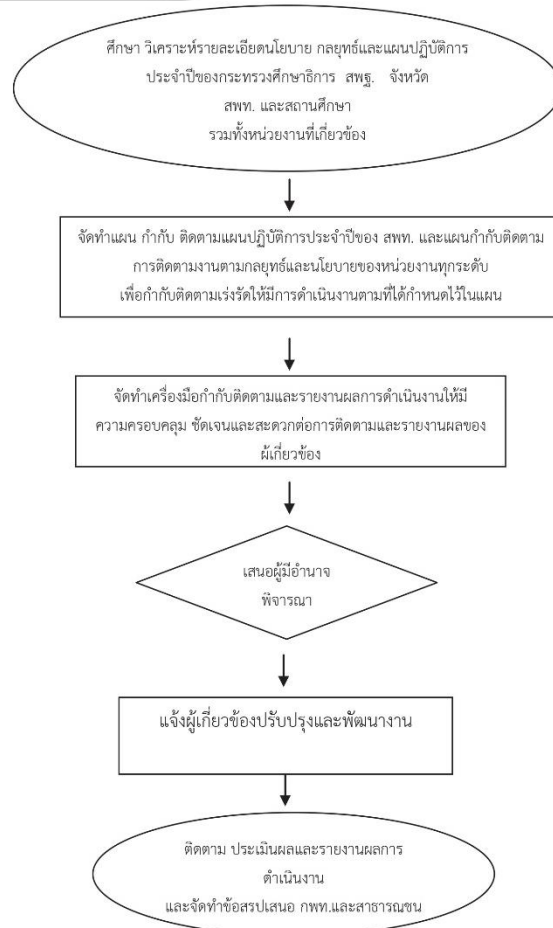 ศึกษา วิเคราะห์รายละเอียดนโยบาย กลยุทธ์และแผนปฏิบัติการ
ประจำปีของกระทรวงศึกษาธิการ สพฐ. จังหวัด
สพท. และสถานศึกษา
รวมทั้งหน่วยงานที่เกี่ยวข้อง
จัดทำแผน กำกับ ติดตามแผนปฏิบัติการประจำปีของ สพท. และแผนกำกับติดตาม
การติดตามงานตามกลยุทธ์และนโยบายของหน่วยงานทุกระดับ
เพื่อกำกับติดตามเร่งรัดให้มีการดำเนินงานตามที่ได้กำหนดไว้ในแผน
จัดทำเครื่องมือกำกับติดตามและรายงานผลการดำเนินงานให้มี
ความครอบคลุม ชัดเจนและสะดวกต่อการติดตามและรายงานผลของ
ผู้เกี่ยวข้อง
เสนอผู้มีอำนาจ
พิจารณา
แจ้งผู้เกี่ยวข้องปรับปรุงและพัฒนางาน
ติดตาม ประเมินผลและรายงานผลการ
ดำเนินงาน
และจัดทำข้อสรุปเสนอ กพท.และสาธารณชน